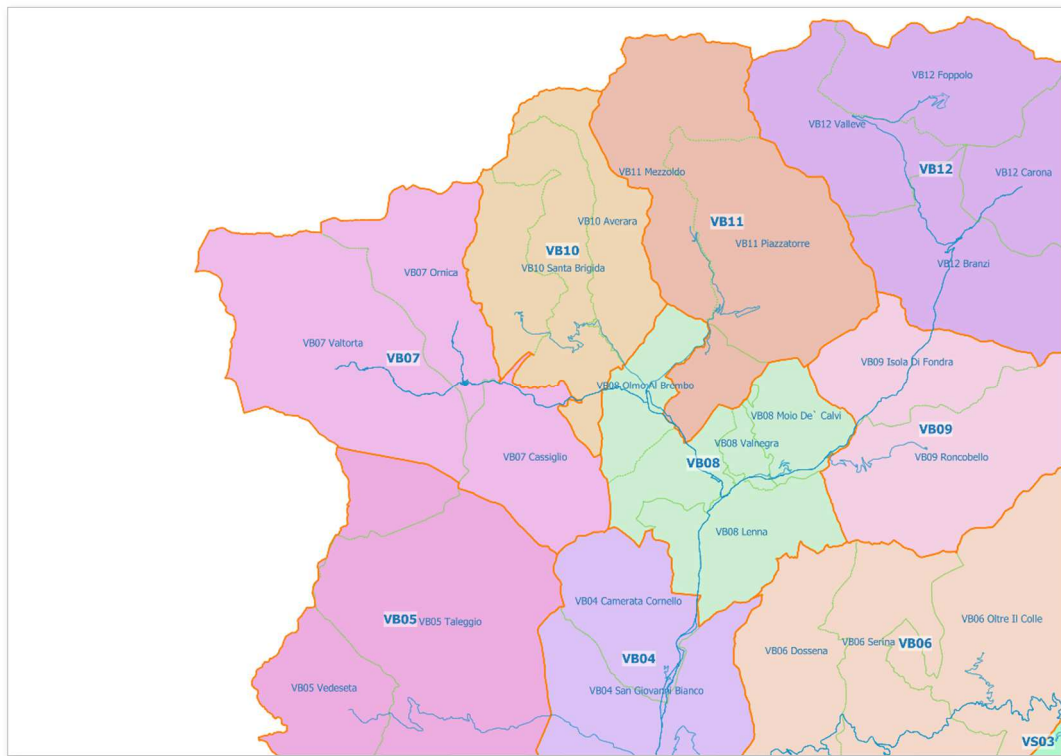 VB12 Foppolo
VB12 Valleve
VB12
VB12 Carona
VB11 Mezzoldo
VB10 Averara
VB11
VB11 Piazzatorre
VB10
VB12 Branzi
VB10 Santa Brigida
VB07 Ornica
VB07 Valtorta
VB07
VB09 Isola Di Fondra
VB08 Olmo Al Brembo
VB08 Moio De` Calvi
VB09
VB08 Valnegra
VB07 Cassiglio
VB08
VB09 Roncobello
VB08 Lenna
VB04 Camerata Cornello
VB05
VB05 Taleggio
VB06 Oltre Il Colle
VB06 Serina
VB06
VB06 Dossena
VB04
VB05 Vedeseta
VB04 San Giovanni Bianco
VS03